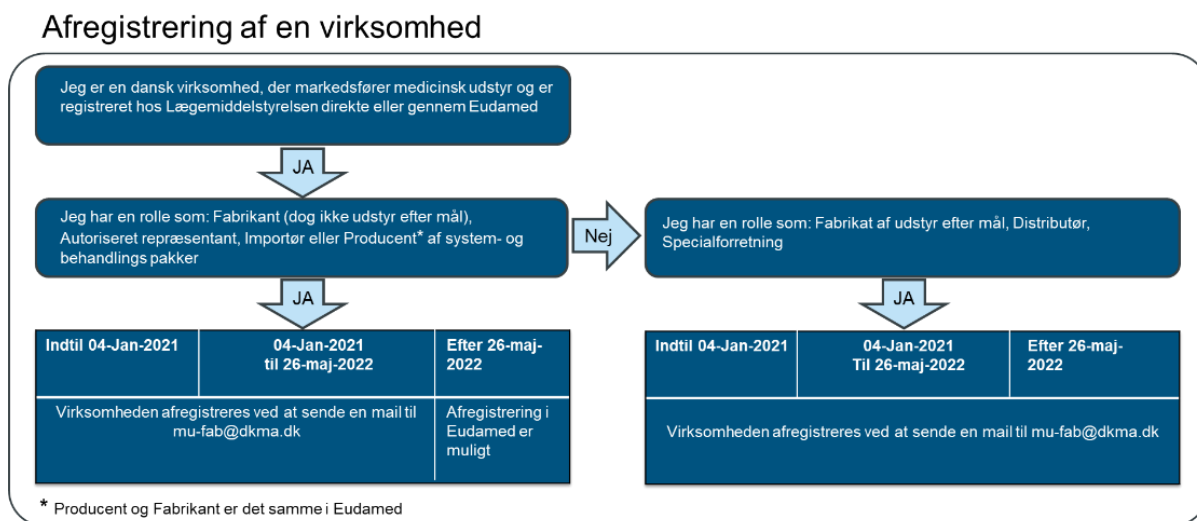 Afregistrering af en virksomhed
Jeg er en dansk virksomhed, der markedsfører medicinsk udstyr og er
registreret hos Lægemiddelstyrelsen direkte eller gennem Eudamed
JA
Jeg har en rolle som: Fabrikant (dog ikke udstyr efter mål),
Autoriseret repræsentant, Importør eller Producent* af system- og
behandlings pakker
Nej
Jeg har en rolle som: Fabrikat af udstyr efter mål, Distributør,
Specialforretning
JA
JA
Indtil 04-Jan-2021
04-Jan-2021
til 26-maj-2022
Efter 26-maj-
2022
Virksomheden afregistreres ved at sende en mail til
mu-fab@dkma.dk
Afregistrering i
Eudamed er
muligt
Indtil 04-Jan-2021
04-Jan-2021
Til 26-maj-2022
Efter 26-maj-
2022
Virksomheden afregistreres ved at sende en mail til mu-fab@dkma.dk
* Producent og Fabrikant er det samme i Eudamed